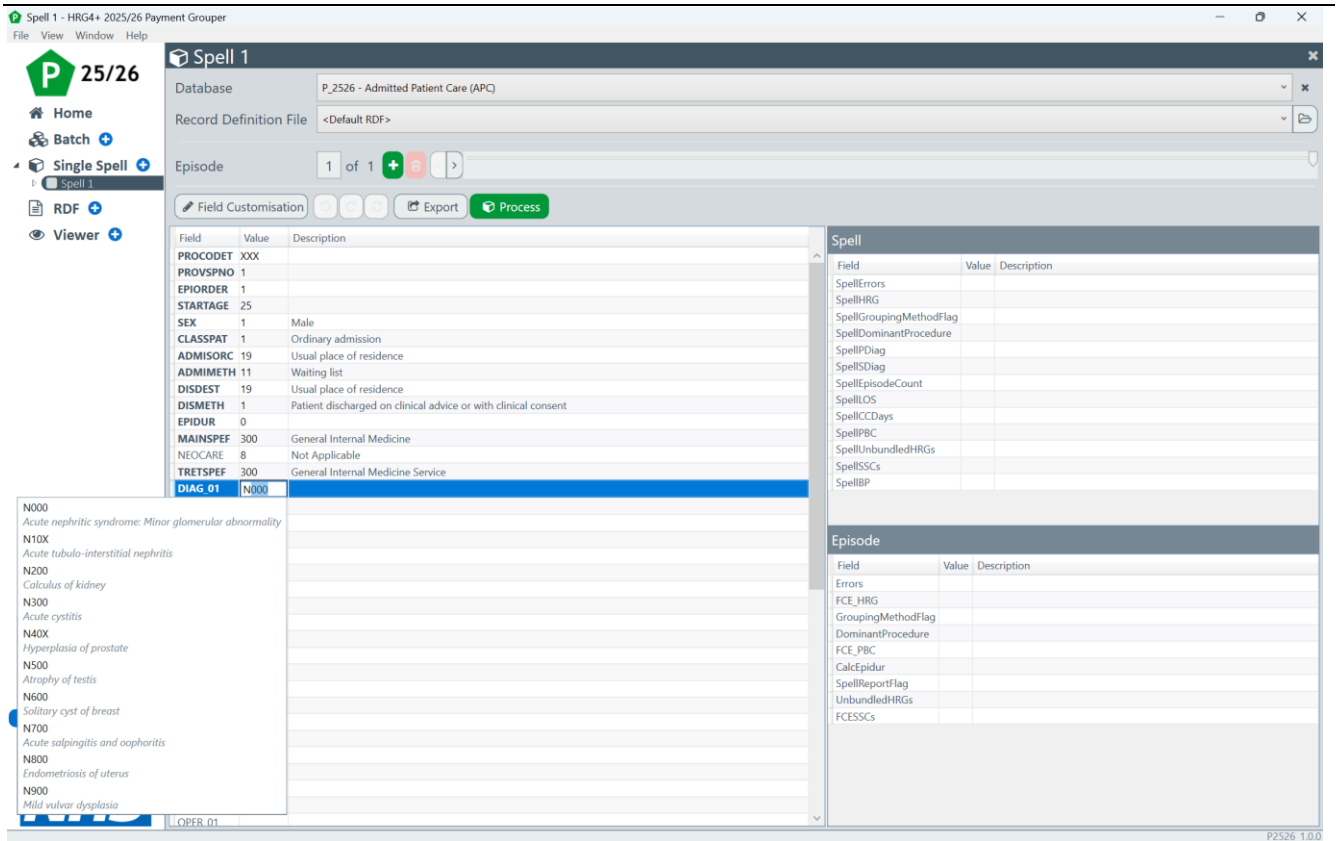 Spell 1 - HRG4+ 2025/26 Payment Grouper
File View Window Help
P 25/26
Home
Batch
Single Spell
Spell 1
RDF
Viewer
Spell 1
Database P_2526 - Admitted Patient Care (APC)
Record Definition File <Default RDF>
Episode 1 of 1
Field Customisation Export Process
Field Value Description
PROCODET XXX
PROVSPNO 1
EPIORDER 1
STARTAGE 25
SEX 1 Male
CLASSPAT 1 Ordinary admission
ADMISORC 19 Usual place of residence
ADMIMETH 11 Waiting list
DISDEST 19 Usual place of residence
DISMETH 1 Patient discharged on clinical advice or with clinical consent
EPIDUR 0
MAINSPEF 300 General Internal Medicine
NEOCARE 8 Not Applicable
TRETSPEF 300 General Internal Medicine Service
DIAG_01 N000
N000
Acute nephritic syndrome: Minor glomerular abnormality
N10X
Acute tubulo-interstitial nephritis
N200
Calculus of kidney
N300
Acute cystitis
N40X
Hyperplasia of prostate
N500
Atrophy of testis
N600
Solitary cyst of breast
N700
Acute salpingitis and oophoritis
N800
Endometriosis of uterus
N900
Mild vulvar dysplasia
OPER_01
Spell
Field Value Description
SpellErrors
SpellHRG
SpellGroupingMethodFlag
SpellDominantProcedure
SpellPDiag
SpellSDiag
SpellEpisodeCount
SpellLOS
SpellCCDays
SpellPBC
SpellUnbundledHRGs
SpellSSCs
SpellBP
Episode
Field Value Description
Errors
FCE_HRG
GroupingMethodFlag
DominantProcedure
FCE_PBC
CalcEpidur
SpellReportFlag
UnbundledHRGs
FCESSCs
P2526 1.0.0